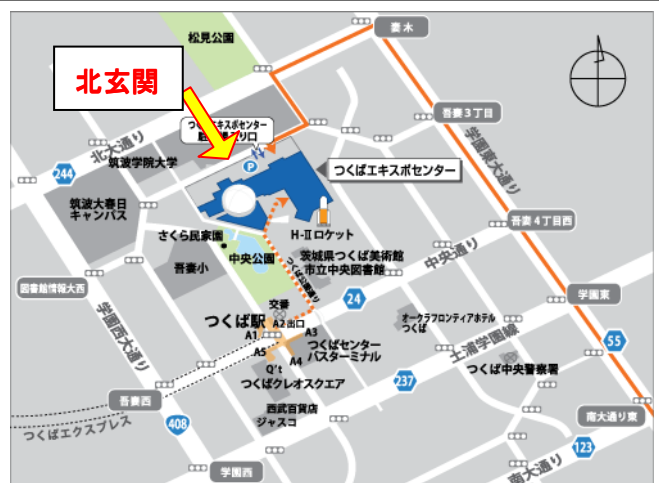 松見公園
妻木
北玄関
つくばエキスポセンター
吾妻3丁目
北大通り
筑波学院大学
P
学園東大通り
244
つくばエキスポセンター
筑波大春日
キャンパス
さくら民家園
H-Ⅱロケット
吾妻4丁目西
中央公園
茨城県つくば美術館
市立中央図書館
中央通り
吾妻小
図書館情報大西
つくば公園通り
24
学園東
交番
つくば駅
A2出口
オークラフロンティアホテル
つくば
A1
A3
学園西大通り
つくばセンター
バスターミナル
土浦学園線
55
A5
A4
つくば中央警察署
Q't
つくばクレオスクエア
237
吾妻西
西武百貨店
ジャスコ
南大通り東
つくばエクスプレス
408
123
学園西
南大通り